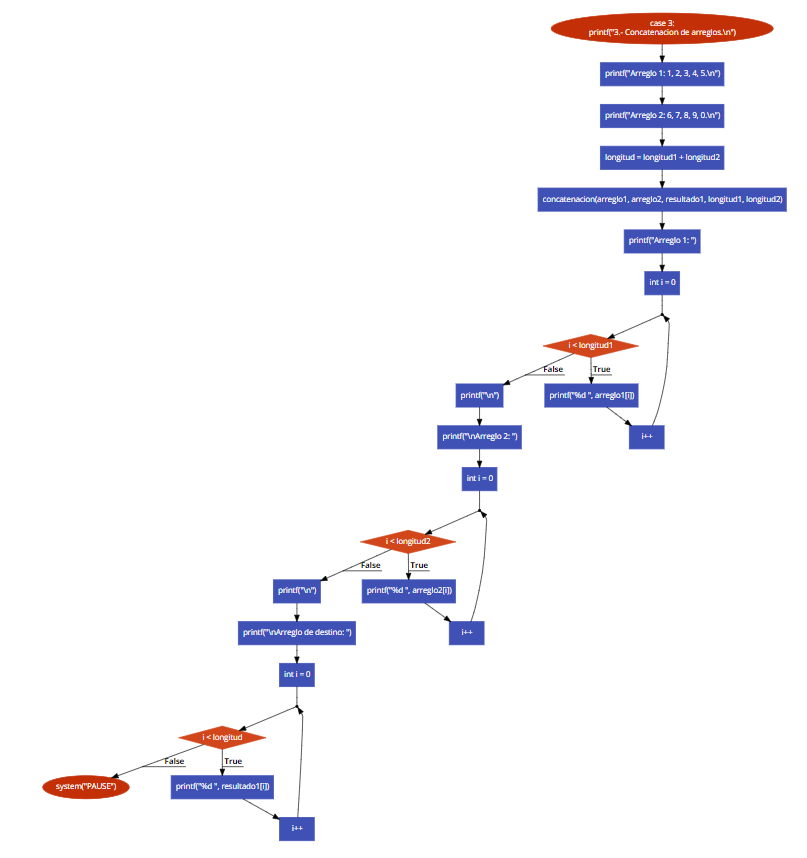 case 3:
printf("3.- Concatenacion de arreglos.\n")
printf("Arreglo 1: 1, 2, 3, 4, 5.\n")
printf("Arreglo 2: 6, 7, 8, 9, 0.\n")
longitud = longitud1 + longitud2
concatenacion(arreglo1, arreglo2, resultado1, longitud1, longitud2)
printf("Arreglo 1: ")
int i = 0
i < longitud1
False
True
printf("\n")
printf("%d ", arreglo1[i])
printf("\nArreglo 2: ")
i++
int i = 0
i < longitud2
False
True
printf("\n")
printf("%d ", arreglo2[i])
printf("\nArreglo de destino: ")
i++
int i = 0
i < longitud
False
True
system("PAUSE")
printf("%d ", resultado1[i])
i++